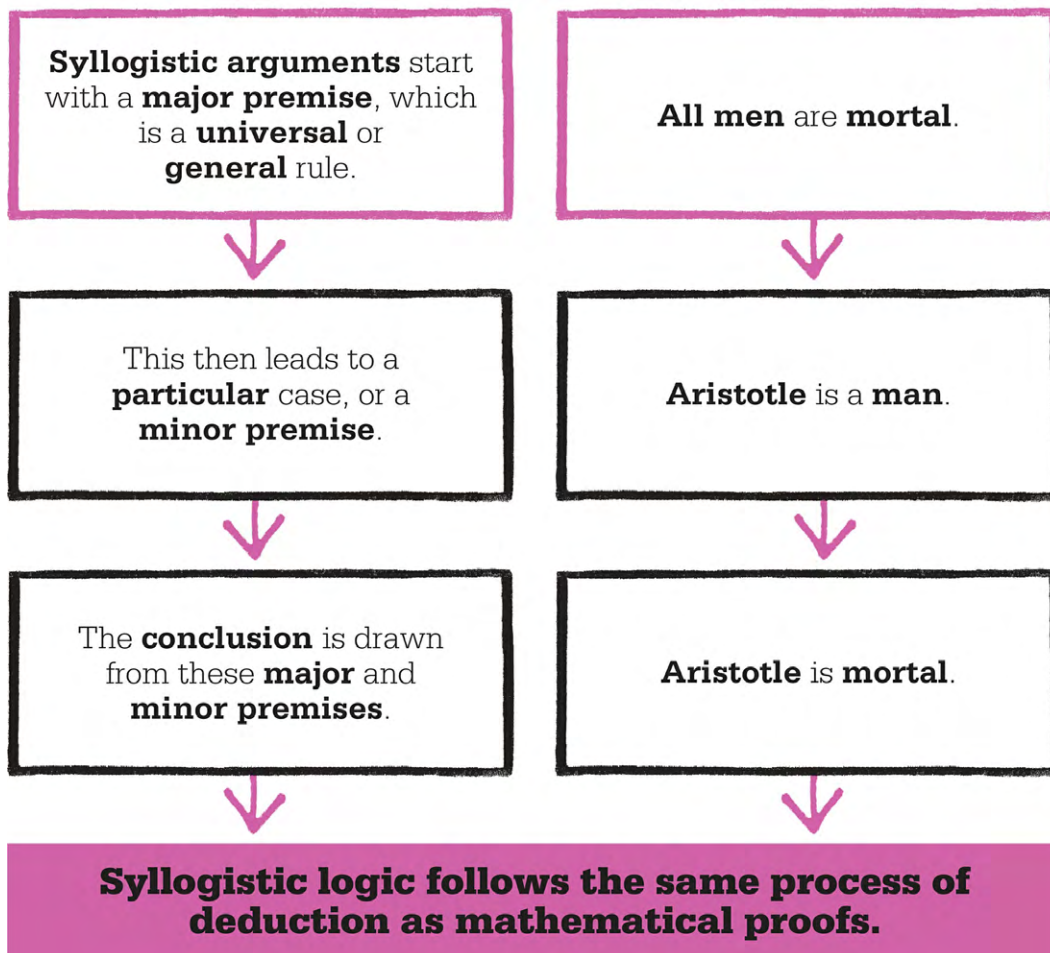 Syllogistic arguments start
with a major premise, which
is a universal or
general rule.
All men are mortal.
This then leads to a
particular case, or a
minor premise.
Aristotle is a man.
The conclusion is drawn
from these major and
minor premises.
Aristotle is mortal.
Syllogistic logic follows the same process of
deduction as mathematical proofs.